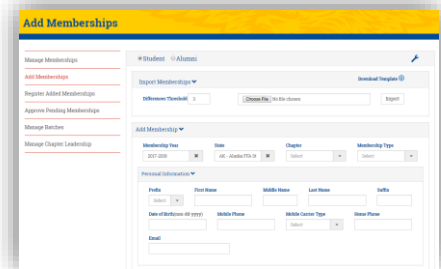 Add Memberships
Manage Memberships
Add Memberships
Register Added Memberships
Approve Pending Memberships
Manage Batches
Manage Chapter Leadership
Student Alumni
Import Memberships
Download Template
Differences Threshold 2 Choose File No file chosen Import
Add Membership
Membership Year State Chapter Membership Type
2017-2018 AK - Alaska Select Select
Personal Information
Prefix First Name Middle Name Last Name Suffix
Select
Date of Birth(mm-dd-yyyy) Mobile Phone Mobile Carrier Type Home Phone
Select
Email